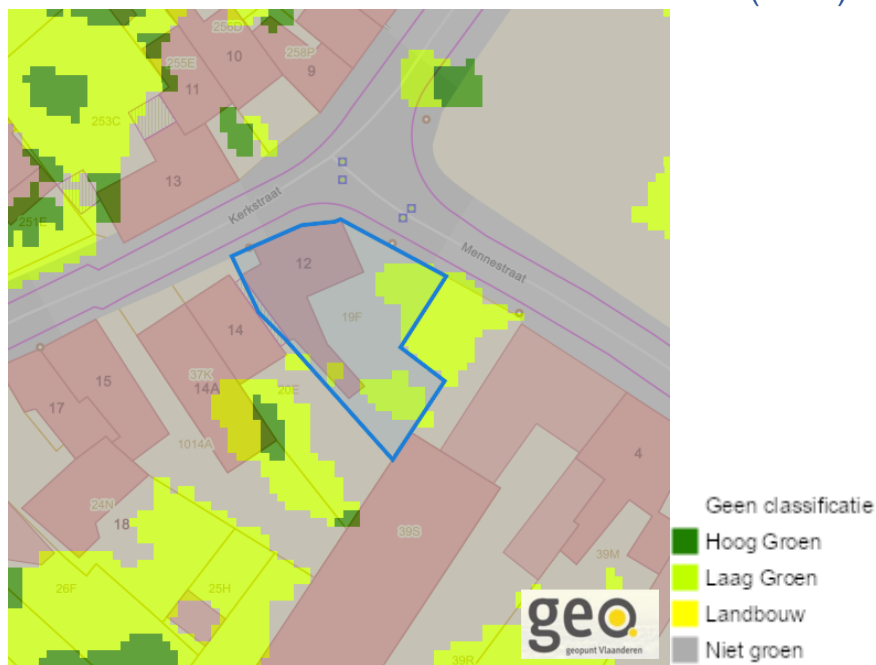 256D
258P
255E
10
9
11
253C
13
Kerkstraat
251E
Mennestraat
12
19F
14
37K
14A
20E
15
17
1014A
4
24N
18
39S
39M
26F
25H
39R
geo
geopunt Vlaanderen
Geen classificatie
Hoog Groen
Laag Groen
Landbouw
Niet groen